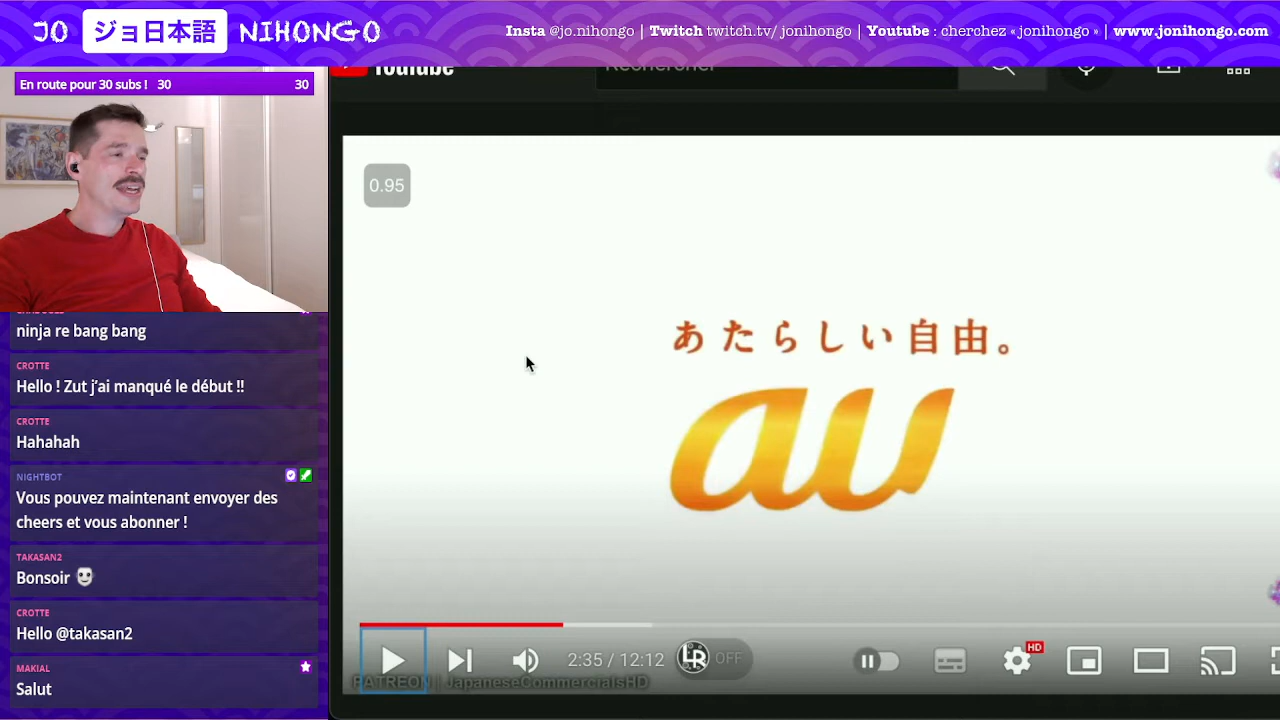 JO ジョ日本語 NIHONGO
Insta @jo.nihongo | Twitch twitch.tv/ jonihongo | Youtube : cherchez « jonihongo » | www.jonihongo.com
En route pour 30 subs ! 30 30
YouTube
Rechercher
0.95
ninja re bang bang
CROTTE
Hello ! Zut j'ai manqué le début !!
CROTTE
Hahahah
NIGHTBOT
Vous pouvez maintenant envoyer des
cheers et vous abonner !
TAKASAN2
Bonsoir
CROTTE
Hello @takasan2
MAKIAL
Salut
あたらしい自由。
au
2:35 / 12:12
LR OFF
HD
PATREON | JapaneseCommercialsHD